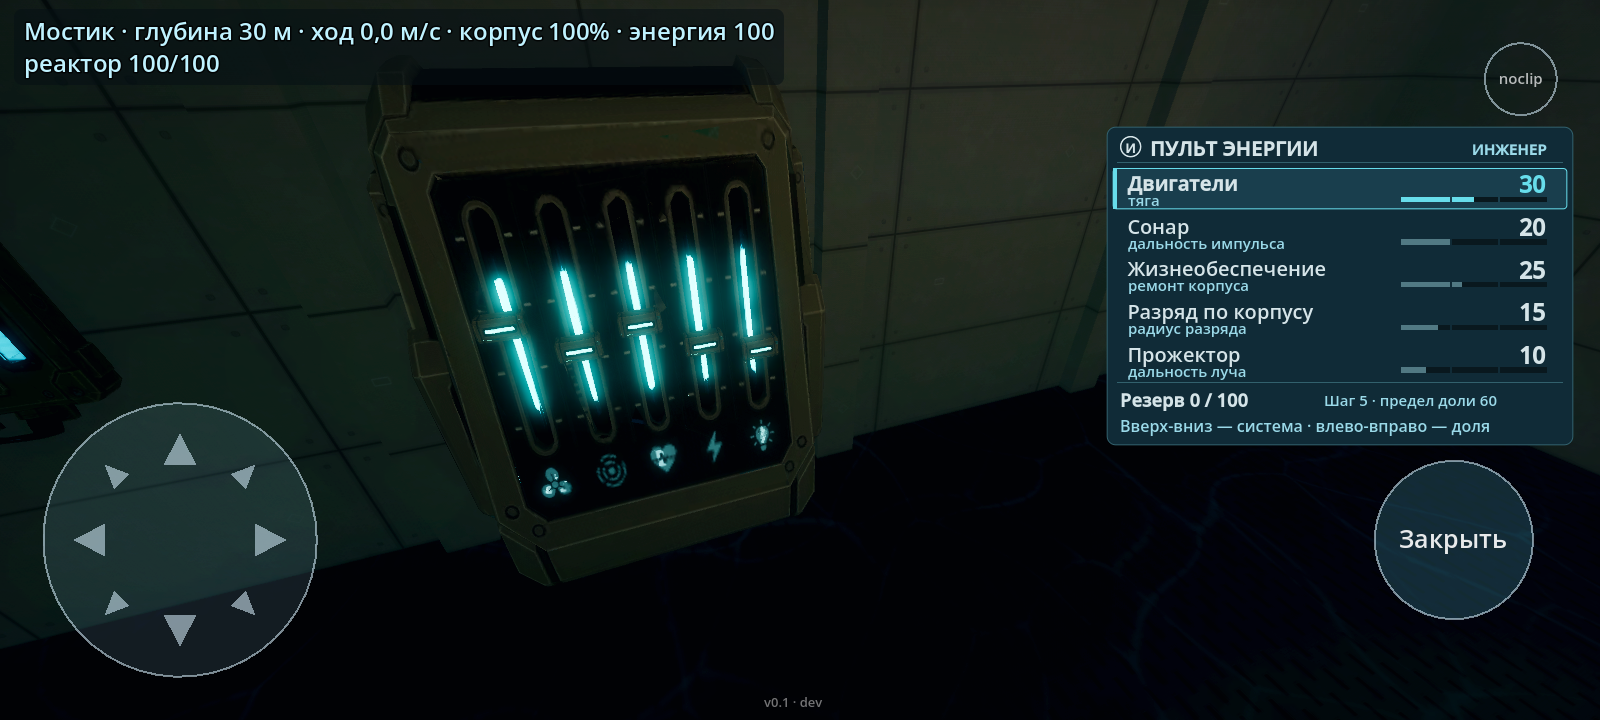 Мостик · глубина 30 м · ход 0,0 м/с · корпус 100% · энергия 100
реактор 100/100
noclip
И ПУЛЬТ ЭНЕРГИИ ИНЖЕНЕР
Двигатели 30
тяга
Сонар 20
дальность импульса
Жизнеобеспечение 25
ремонт корпуса
Разряд по корпусу 15
радиус разряда
Прожектор 10
дальность луча
Резерв 0 / 100 Шаг 5 · предел доли 60
Вверх-вниз — система · влево-вправо — доля
Закрыть
v0.1 · dev